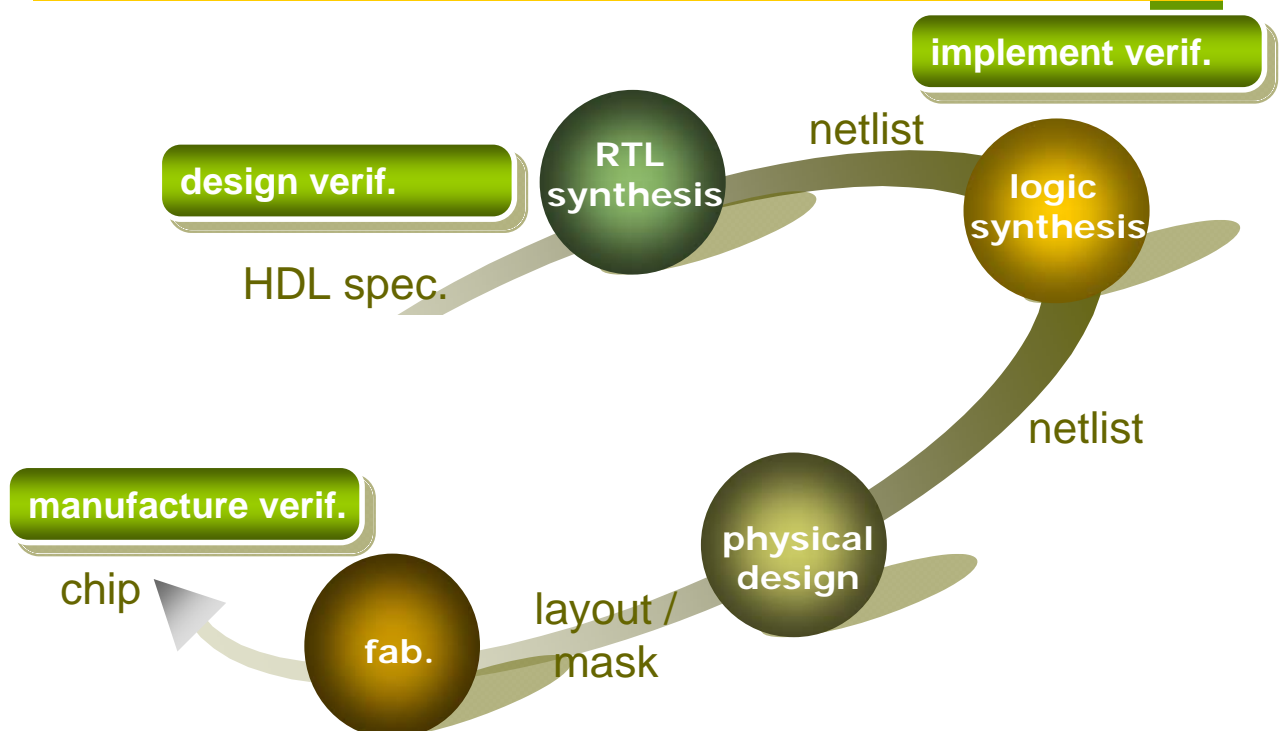 implement verif.
netlist
RTL
synthesis
design verif.
logic
synthesis
HDL spec.
netlist
manufacture verif.
physical
design
chip
layout /
mask
fab.